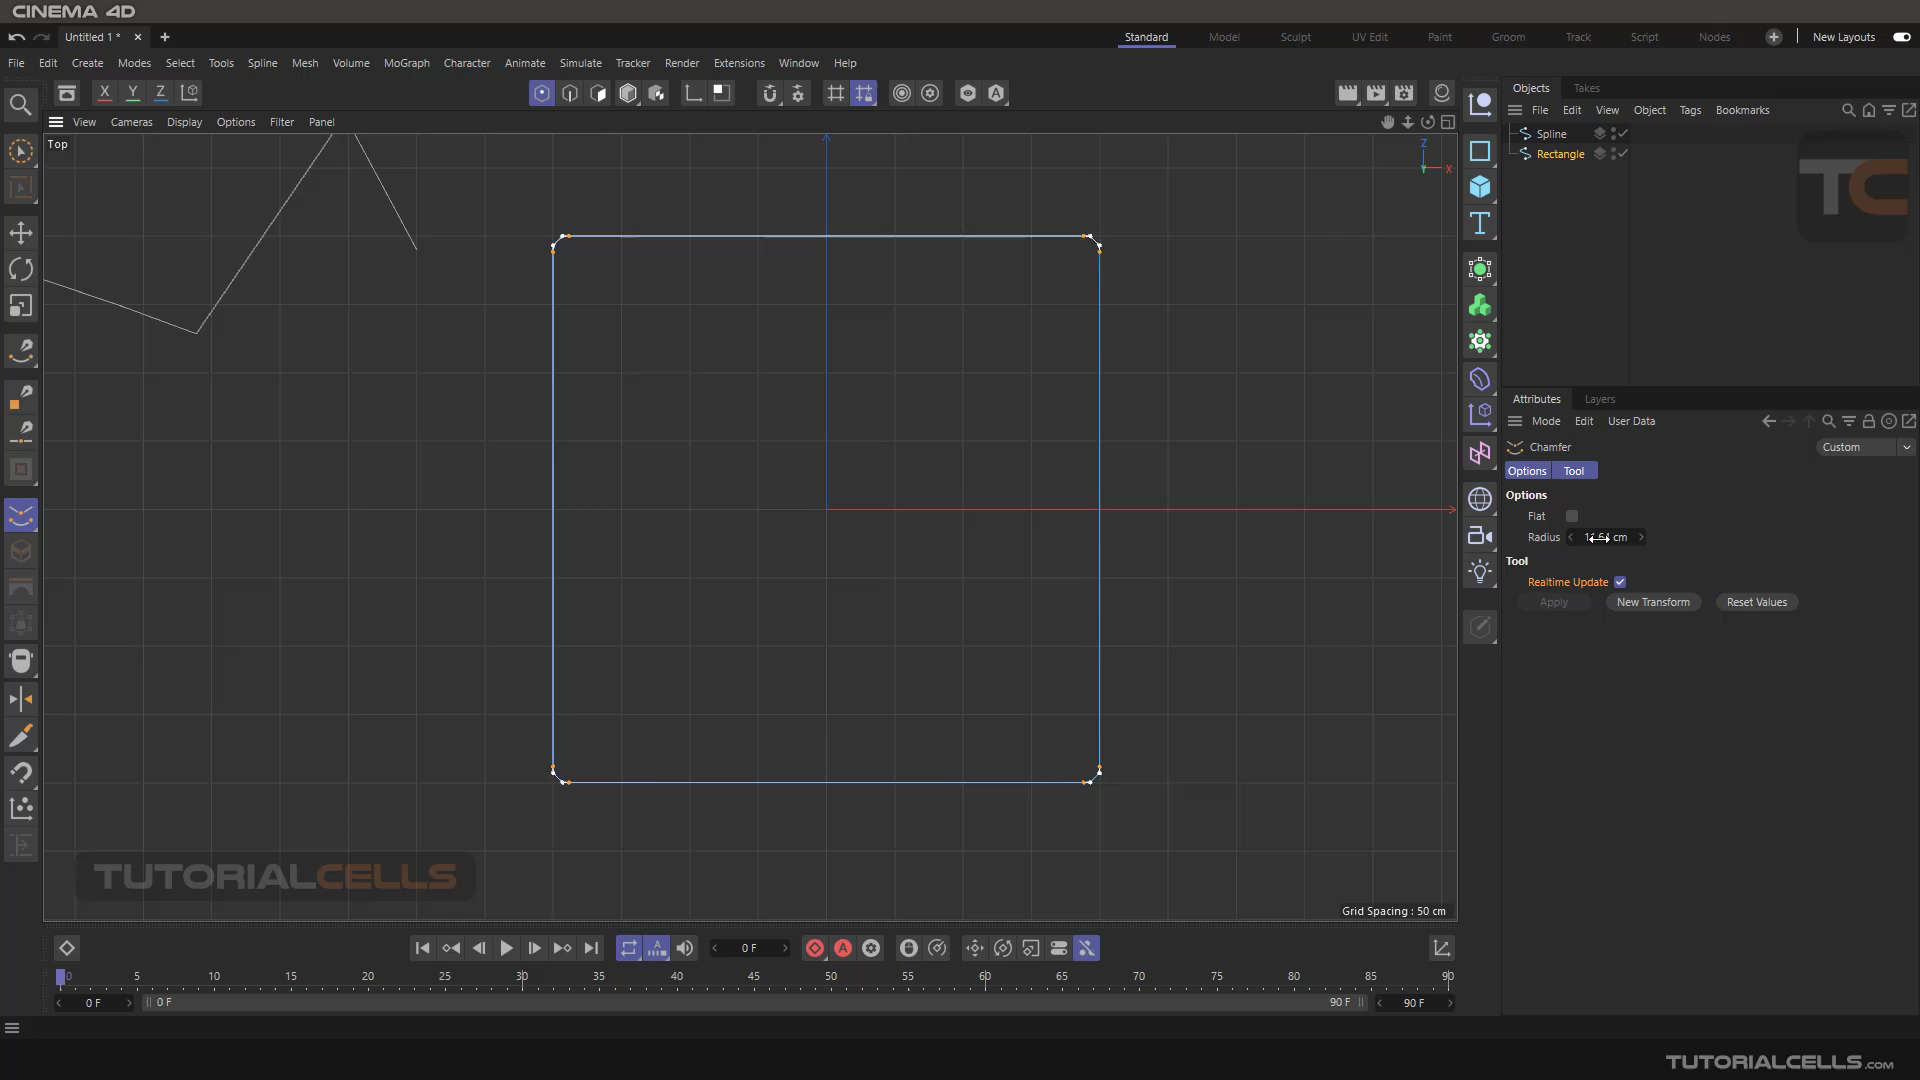 CINEMA 4D
Untitled 1 *
Standard
Model
Sculpt
UV Edit
Paint
Groom
Track
Script
Nodes
New Layouts
File
Edit
Create
Modes
Select
Tools
Spline
Mesh
Volume
MoGraph
Character
Animate
Simulate
Tracker
Render
Extensions
Window
Help
X
Y
Z
View
Cameras
Display
Options
Filter
Panel
Top
Z
Y
X
Objects
Takes
File
Edit
View
Object
Tags
Bookmarks
Spline
Rectangle
TC
Attributes
Layers
Mode
Edit
User Data
Chamfer
Custom
Options
Tool
Options
Flat
Radius
cm
Tool
Realtime Update
Apply
New Transform
Reset Values
TUTORIALCELLS
Grid Spacing : 50 cm
0 F
0
5
10
15
20
25
30
35
40
45
50
55
60
65
70
75
80
85
90
0 F
0 F
90 F
90 F
TUTORIALCELLS.com